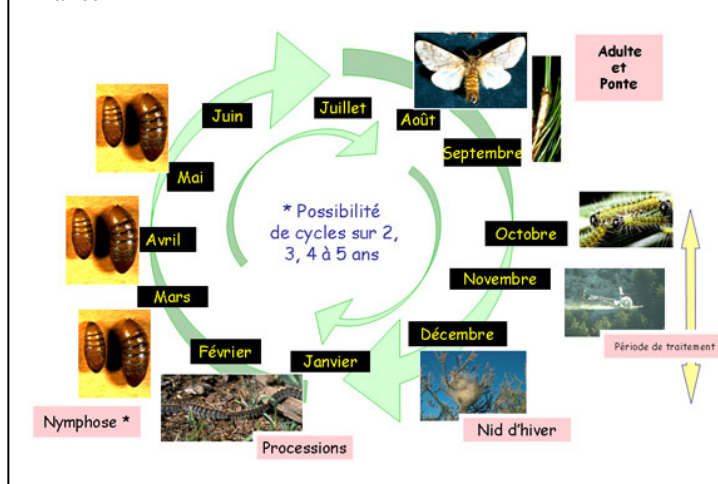 Adulte
et
Ponte
Juillet
Juin
Août
Septembre
Mai
* Possibilité
de cycles sur 2,
3, 4 à 5 ans
Avril
Octobre
Mars
Novembre
Décembre
Période de traitement
Février
Janvier
Nymphose *
Nid d'hiver
Processions